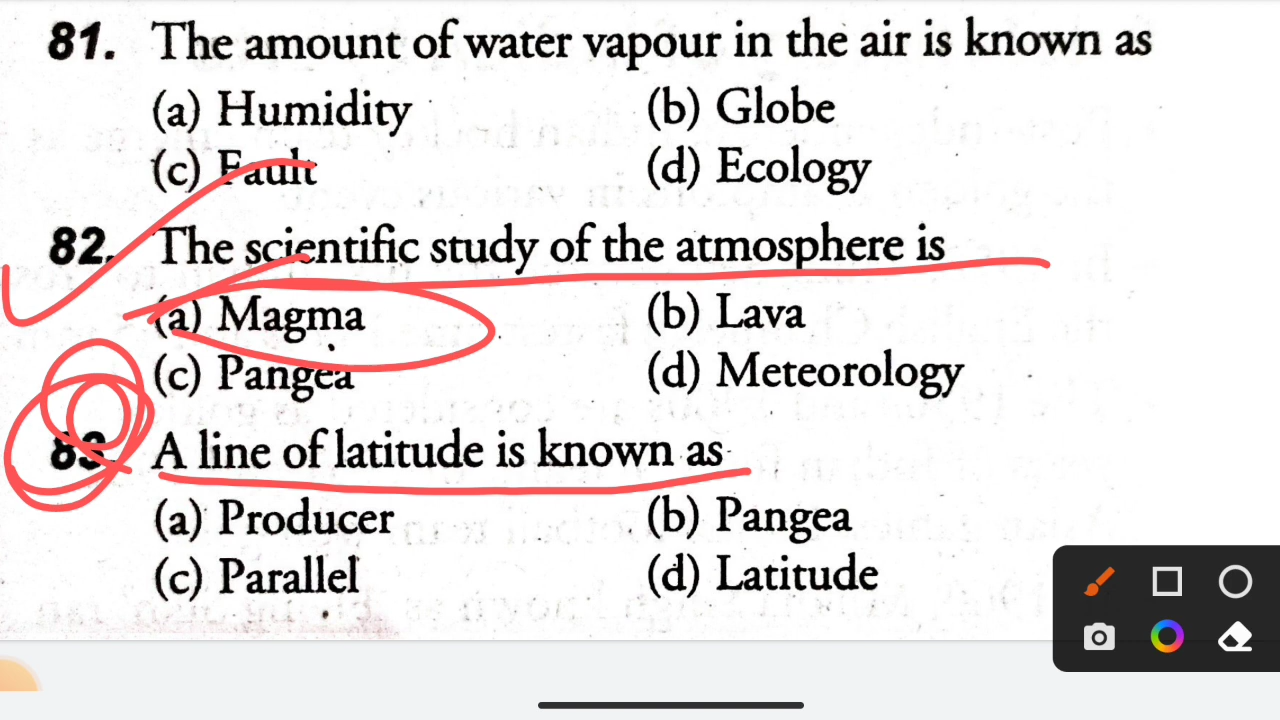 81. The amount of water vapour in the air is known as
(a) Humidity (b) Globe
(c) Fault (d) Ecology
82. The scientific study of the atmosphere is
(a) Magma (b) Lava
(c) Pangea (d) Meteorology
83. A line of latitude is known as
(a) Producer (b) Pangea
(c) Parallel (d) Latitude